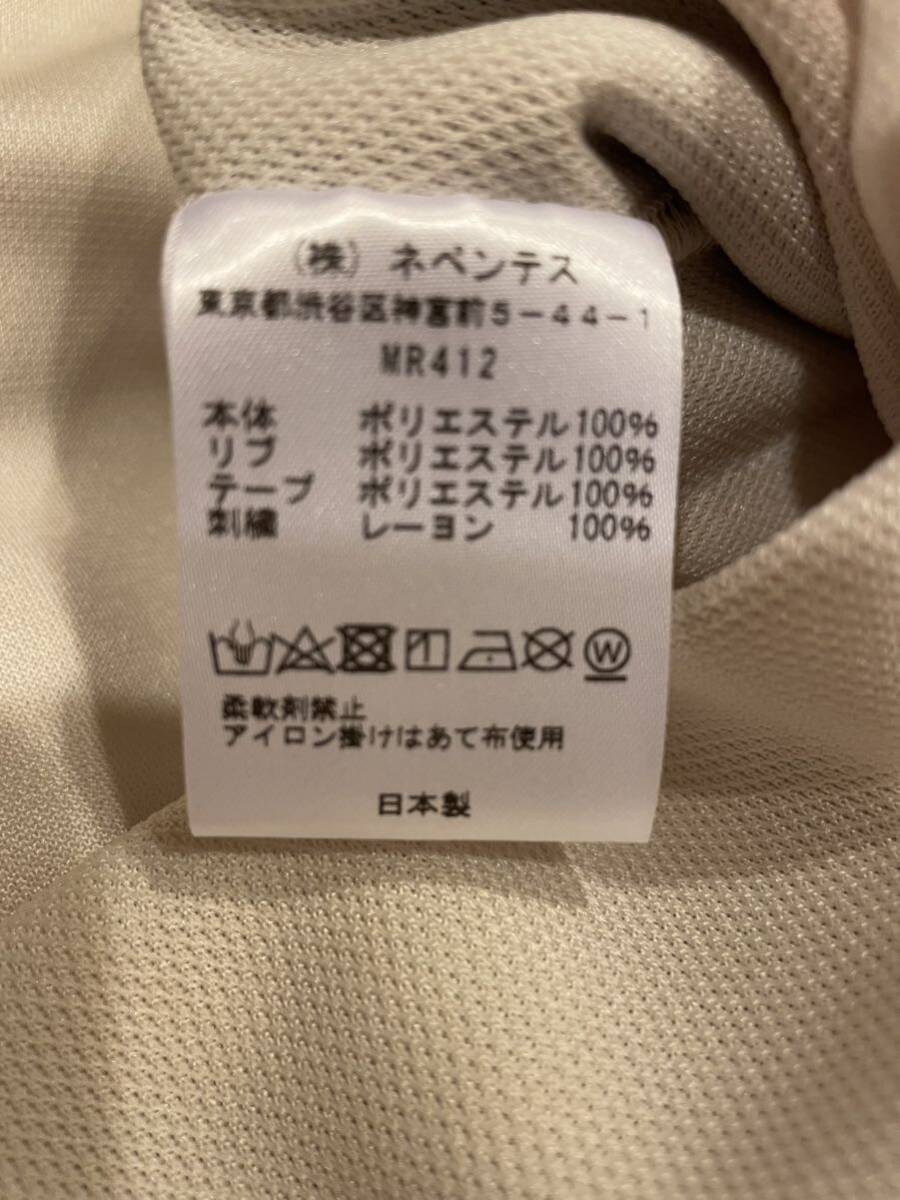 (株) ネペンテス
東京都渋谷区神宮前5-44-1
MR412
本体 ポリエステル100%
リブ ポリエステル100%
テープ ポリエステル100%
刺繍 レーヨン 100%
W
柔軟剤禁止
アイロン掛けはあて布使用
日本製